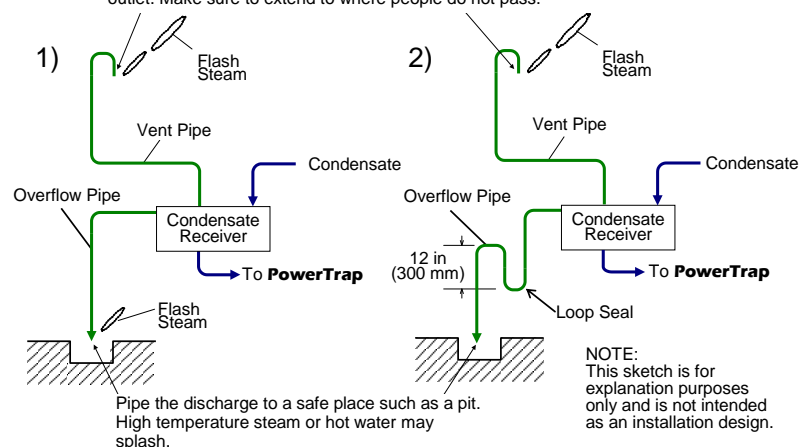 outlet. Make sure to extend to where people do not pass.
1)
Flash
Steam
Vent Pipe
Condensate
Overflow Pipe
Condensate
Receiver
To PowerTrap
Flash
Steam
2)
Flash
Steam
Vent Pipe
Condensate
Overflow Pipe
Condensate
Receiver
12 in
(300 mm)
To PowerTrap
Loop Seal
Pipe the discharge to a safe place such as a pit.
High temperature steam or hot water may
splash.
NOTE:
This sketch is for
explanation purposes
only and is not intended
as an installation design.